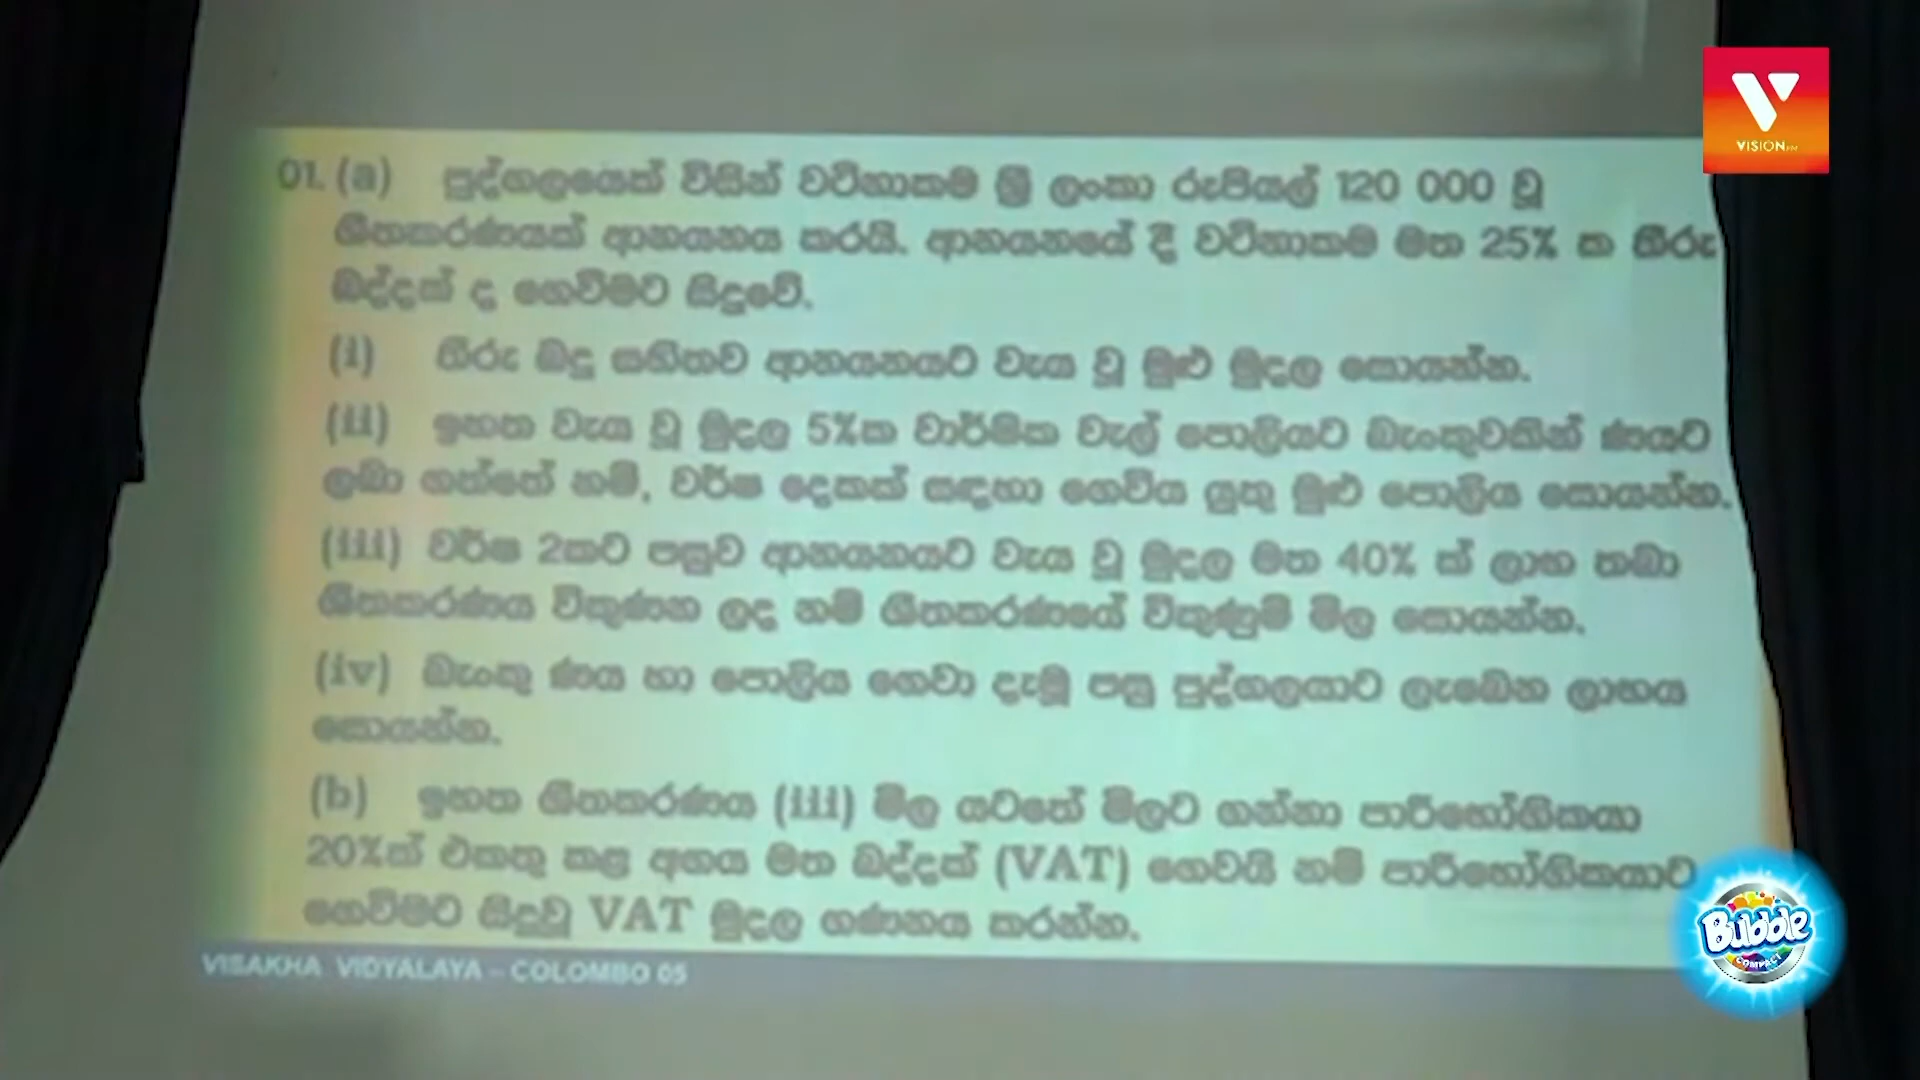 VISION FM
01. (a) පුද්ගලයෙක් විසින් වටිනාකම ශ්‍රී ලංකා රුපියල් 120 000 වූ
ශීතකරණයක් ආනයනය කරයි. ආනයනයේ දී වටිනාකම මත 25% ක තීරු
බද්දක් ද ගෙවීමට සිදුවේ.
(i) තීරු බදු සහිතව ආනයනයට වැය වූ මුළු මුදල සොයන්න.
(ii) ඉහත වැය වූ මුදල 5%ක වාර්ෂික වැල් පොලියට බැංකුවකින් ණයට
ලබා ගත්තේ නම්, වර්ෂ දෙකක් සඳහා ගෙවිය යුතු මුළු පොලිය සොයන්න.
(iii) වර්ෂ 2කට පසුව ආනයනයට වැය වූ මුදල මත 40% ක් ලාභ තබා
ශීතකරණය විකුණන ලද නම් ශීතකරණයේ විකුණුම් මිල සොයන්න.
(iv) බැංකු ණය හා පොලිය ගෙවා දැමූ පසු පුද්ගලයාට ලැබෙන ලාභය
සොයන්න.
(b) ඉහත ශීතකරණය (iii) මිල යටතේ මිලට ගන්නා පාරිභෝගිකයා
20%ක් එකතු කළ අගය මත බද්දක් (VAT) ගෙවයි නම් පාරිභෝගිකයාට
ගෙවීමට සිදුවූ VAT මුදල ගණනය කරන්න.
VISAKHA VIDYALAYA – COLOMBO 05
Bubble
COMPACT